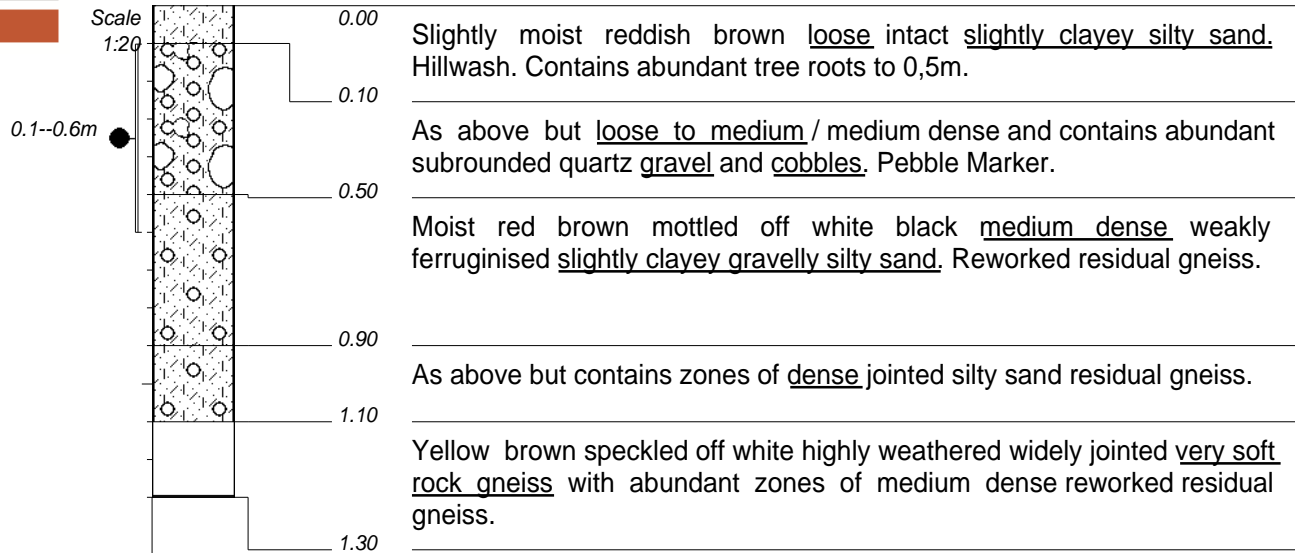 Scale
1:20
0.00
Slightly moist reddish brown loose intact slightly clayey silty sand.
Hillwash. Contains abundant tree roots to 0,5m.
0.10
0.1--0.6m
As above but loose to medium / medium dense and contains abundant
subrounded quartz gravel and cobbles. Pebble Marker.
0.50
Moist red brown mottled off white black medium dense weakly
ferruginised slightly clayey gravelly silty sand. Reworked residual gneiss.
0.90
As above but contains zones of dense jointed silty sand residual gneiss.
1.10
Yellow brown speckled off white highly weathered widely jointed very soft
rock gneiss with abundant zones of medium dense reworked residual
gneiss.
1.30